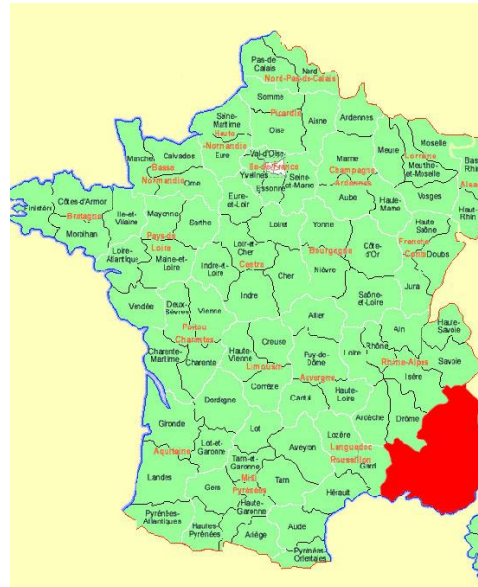 Pas-de
Calais
Nord
Nord-Pas-de-Calais
Somme
Picardie
Seine-
Maritime
Haute
Normandie
Eure
Oise
Aisne
Ardennes
Val-d'Oise
Ile-de-France
Yvelines
Essonne
Seine-
et-Marne
Marne
Champagne
Ardennes
Aube
Haute-
Marne
Meuse
Moselle
Lorraine
Meurthe-
et-Moselle
Vosges
Bas
Rhin
Alsa
Haut-
Rhin
Manche
Calvados
Basse
Normandie
Orne
Finistère
Côtes-d'Armor
Bretagne
Morbihan
Ille-et-
Vilaine
Mayenne
Sarthe
Pays de
Loire
Loire-
Atlantique
Maine-et-
Loire
Vendée
Eure-
et-Loir
Loiret
Loir-et
Cher
Centre
Indre-et
Loire
Cher
Indre
Yonne
Bourgogne
Nièvre
Côte-
d'Or
Saône-
et-Loire
Haute
Saône
Franche
Comté
Doubs
Jura
Deux-
Sèvres
Vienne
Poitou
Charentes
Charente-
Maritime
Charente
Haute-
Vienne
Creuse
Limousin
Corrèze
Allier
Puy-de-
Dôme
Auvergne
Cantal
Haute-
Loire
Loire
Rhône
Ain
Haute-
Savoie
Rhône-Alpes
Savoie
Isère
Ardèche
Drôme
Gironde
Dordogne
Lot
Aquitaine
Lot-et-
Garonne
Landes
Pyrénées-
Atlantiques
Tarn-et-
Garonne
Gers
Midi
Pyrénées
Tarn
Aveyron
Haute-
Garonne
Hautes-
Pyrénées
Ariège
Lozère
Languedoc
Roussillon
Gard
Hérault
Aude
Pyrénées-
Orientales